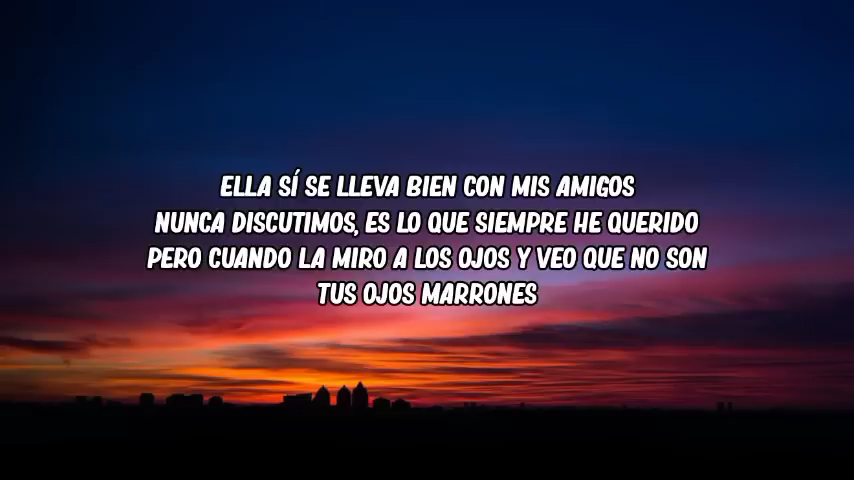 ELLA SÍ SE LLEVA BIEN CON MIS AMIGOS
NUNCA DISCUTIMOS, ES LO QUE SIEMPRE HE QUERIDO
PERO CUANDO LA MIRO A LOS OJOS Y VEO QUE NO SON
TUS OJOS MARRONES